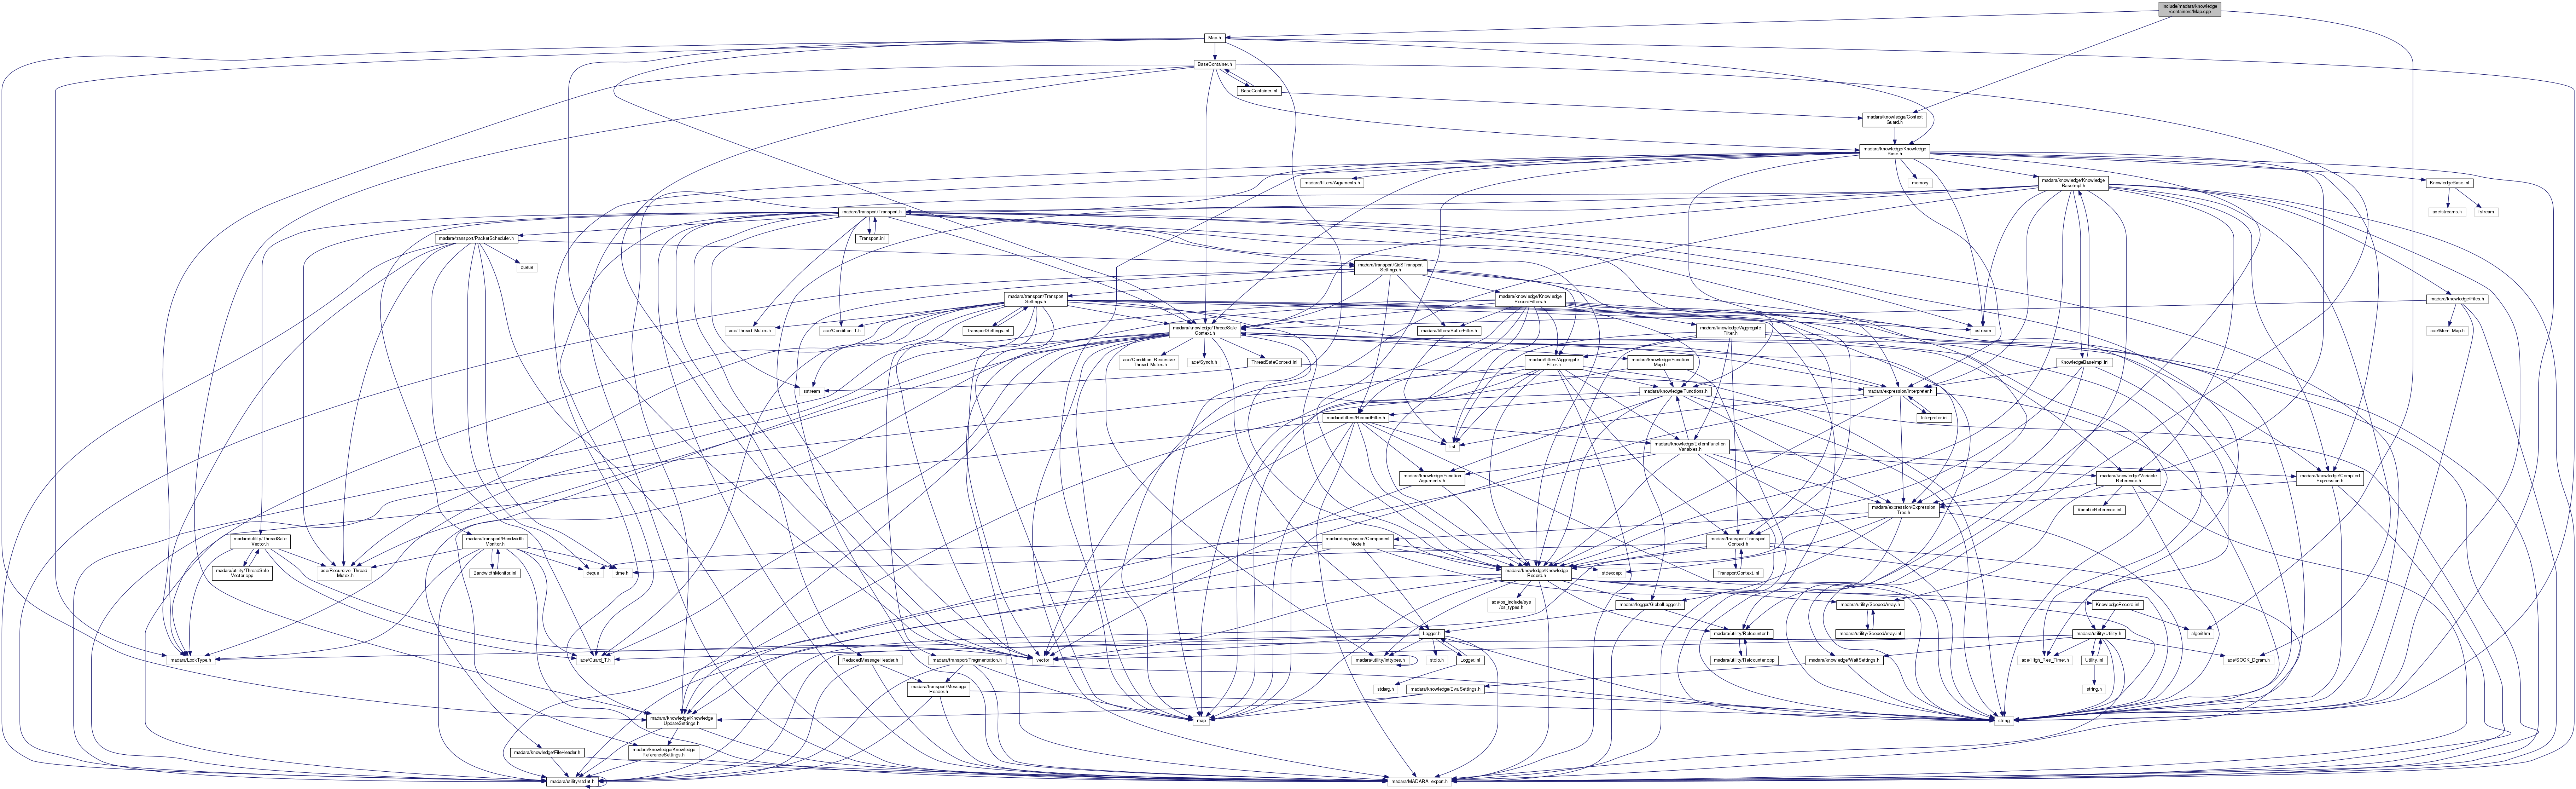 include/madara/knowledge
/containers/Map.cpp
Map.h
BaseContainer.h
BaseContainer.inl
madara/knowledge/Context
Guard.h
madara/knowledge/Knowledge
Base.h
madara/filters/Arguments.h
memory
madara/knowledge/Knowledge
BaseImpl.h
KnowledgeBase.inl
madara/transport/Transport.h
ace/streams.h
fstream
madara/transport/PacketScheduler.h
Transport.inl
queue
madara/transport/QoSTransport
Settings.h
madara/transport/Transport
Settings.h
madara/knowledge/Knowledge
RecordFilters.h
madara/knowledge/Files.h
ace/Thread_Mutex.h
ace/Condition_T.h
TransportSettings.inl
madara/knowledge/ThreadSafe
Context.h
madara/filters/BufferFilter.h
madara/knowledge/Aggregate
Filter.h
ostream
ace/Mem_Map.h
ace/Condition_Recursive
_Thread_Mutex.h
ace/Synch.h
ThreadSafeContext.inl
madara/filters/Aggregate
Filter.h
madara/knowledge/Function
Map.h
KnowledgeBaseImpl.inl
sstream
madara/knowledge/Functions.h
madara/expression/Interpreter.h
madara/filters/RecordFilter.h
Interpreter.inl
list
madara/knowledge/ExternFunction
Variables.h
madara/knowledge/Function
Arguments.h
madara/knowledge/Variable
Reference.h
madara/knowledge/Compiled
Expression.h
madara/expression/Expression
Tree.h
VariableReference.inl
madara/utility/ThreadSafe
Vector.h
madara/transport/Bandwidth
Monitor.h
madara/expression/Component
Node.h
madara/transport/Transport
Context.h
madara/utility/ThreadSafe
Vector.cpp
ace/Recursive_Thread
_Mutex.h
BandwidthMonitor.inl
deque
time.h
madara/knowledge/Knowledge
Record.h
stdexcept
TransportContext.inl
ace/os_include/sys
/os_types.h
madara/logger/GlobalLogger.h
madara/utility/ScopedArray.h
KnowledgeRecord.inl
Logger.h
madara/utility/Refcounter.h
madara/utility/ScopedArray.inl
madara/utility/Utility.h
algorithm
madara/LockType.h
ace/Guard_T.h
ReducedMessageHeader.h
madara/transport/Fragmentation.h
vector
madara/utility/inttypes.h
stdio.h
Logger.inl
madara/utility/Refcounter.cpp
madara/knowledge/WaitSettings.h
ace/High_Res_Timer.h
Utility.inl
ace/SOCK_Dgram.h
madara/transport/Message
Header.h
stdarg.h
madara/knowledge/EvalSettings.h
string.h
madara/knowledge/Knowledge
UpdateSettings.h
map
string
madara/knowledge/FileHeader.h
madara/knowledge/Knowledge
ReferenceSettings.h
madara/utility/stdint.h
madara/MADARA_export.h